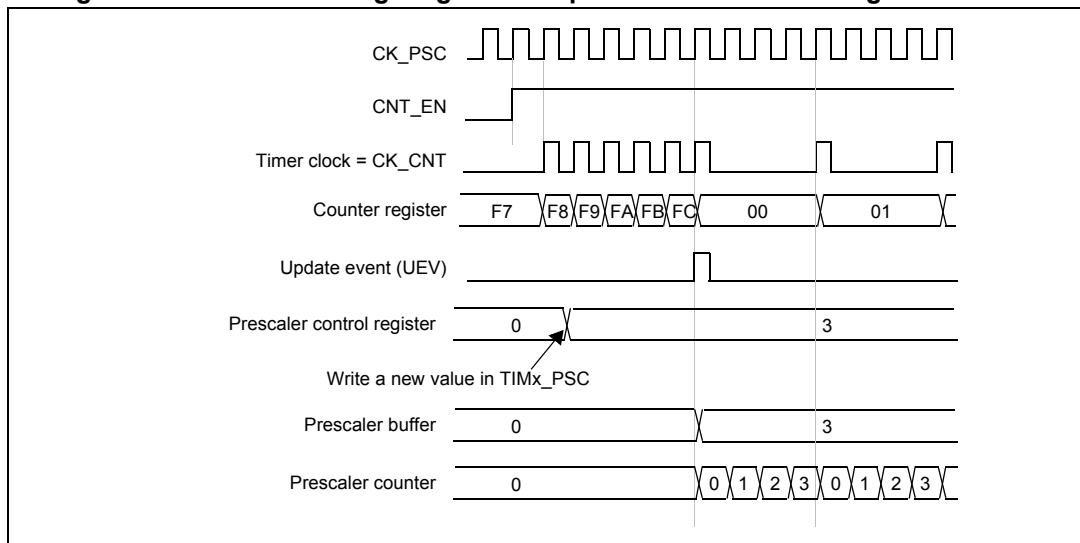 CK_PSC
CNT_EN
Timer clock = CK_CNT
Counter register F7 F8 F9 FA FB FC 00 01
Update event (UEV)
Prescaler control register 0 3
Write a new value in TIMx_PSC
Prescaler buffer 0 3
Prescaler counter 0 0 1 2 3 0 1 2 3